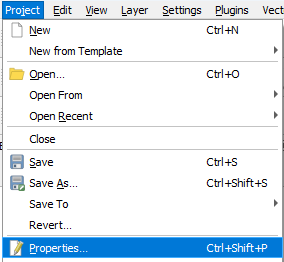 Project Edit View Layer Settings Plugins Vect
New Ctrl+N
New from Template
Open... Ctrl+O
Open From
Open Recent
Close
Save Ctrl+S
Save As... Ctrl+Shift+S
Save To
Revert...
Properties... Ctrl+Shift+P